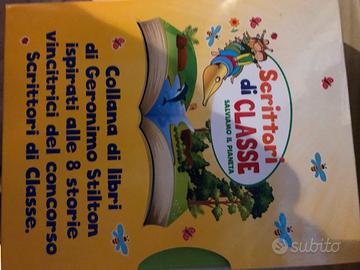 Scrittori
di CLASSE
SALVIAMO IL PIANETA
Collana di libri
di Geronimo Stilton
ispirati alle 8 storie
vincitrici del concorso
Scrittori di Classe.
subito